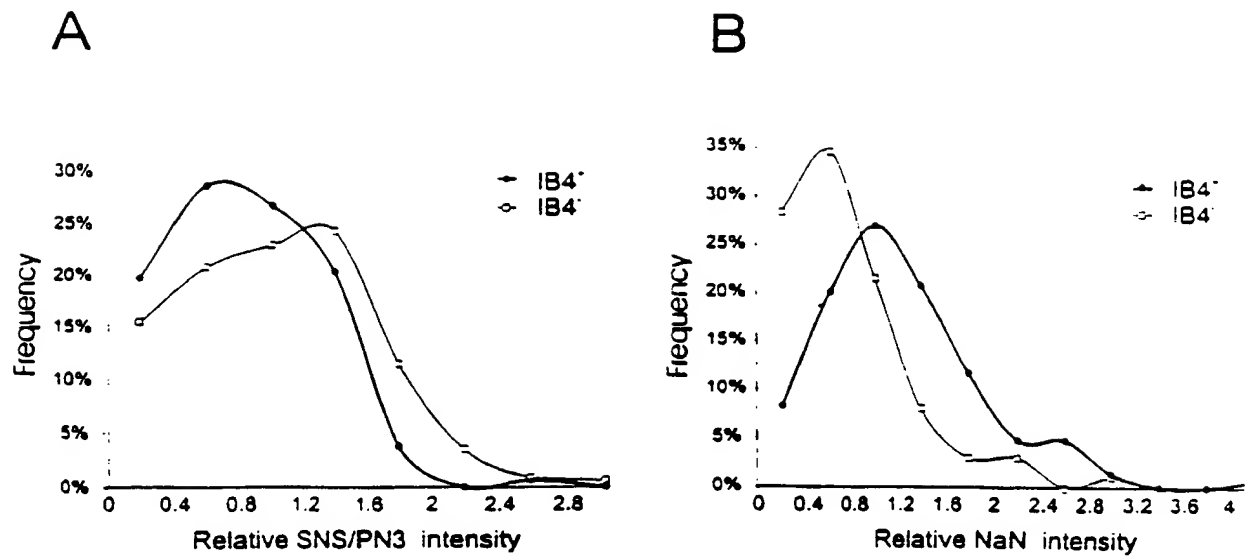 A
30%
25%
20%
15%
10%
5%
0%
Frequency
0 0.4 0.8 1.2 1.6 2 2.4 2.8
Relative SNS/PN3 intensity
IB4⁺
IB4⁻
B
35%
30%
25%
20%
15%
10%
5%
0%
Frequency
0 0.4 0.8 1.2 1.6 2 2.4 2.8 3.2 3.6 4
Relative NaN intensity
IB4⁺
IB4⁻